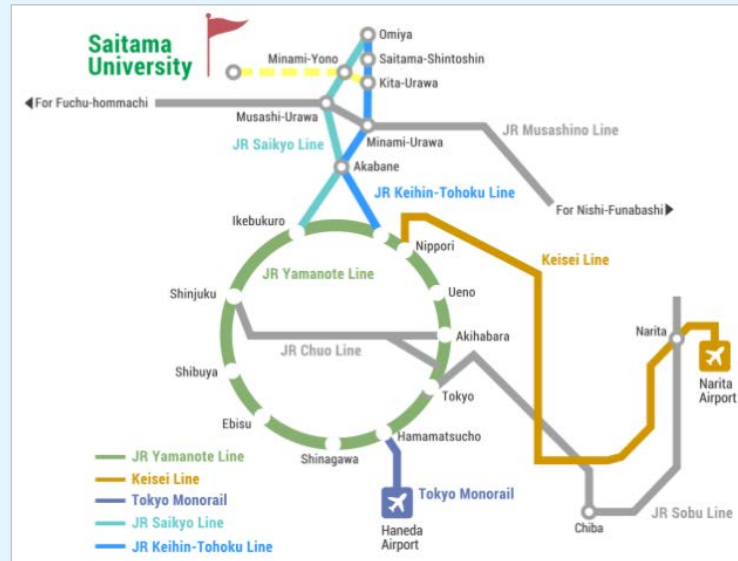 Saitama
University
Omiya
Minami-Yono
Saitama-Shintoshin
Kita-Urawa
For Fuchu-hommachi
Musashi-Urawa
JR Musashino Line
Minami-Urawa
JR Saikyo Line
Akabane
JR Keihin-Tohoku Line
For Nishi-Funabashi
Ikebukuro
Nippori
Keisei Line
JR Yamanote Line
Shinjuku
Ueno
Akihabara
Narita
JR Chuo Line
Shibuya
Tokyo
Narita
Airport
Ebisu
Hamamatsucho
Shinagawa
JR Yamanote Line
Keisei Line
Tokyo Monorail
JR Saikyo Line
JR Keihin-Tohoku Line
Tokyo Monorail
Haneda
Airport
Chiba
JR Sobu Line